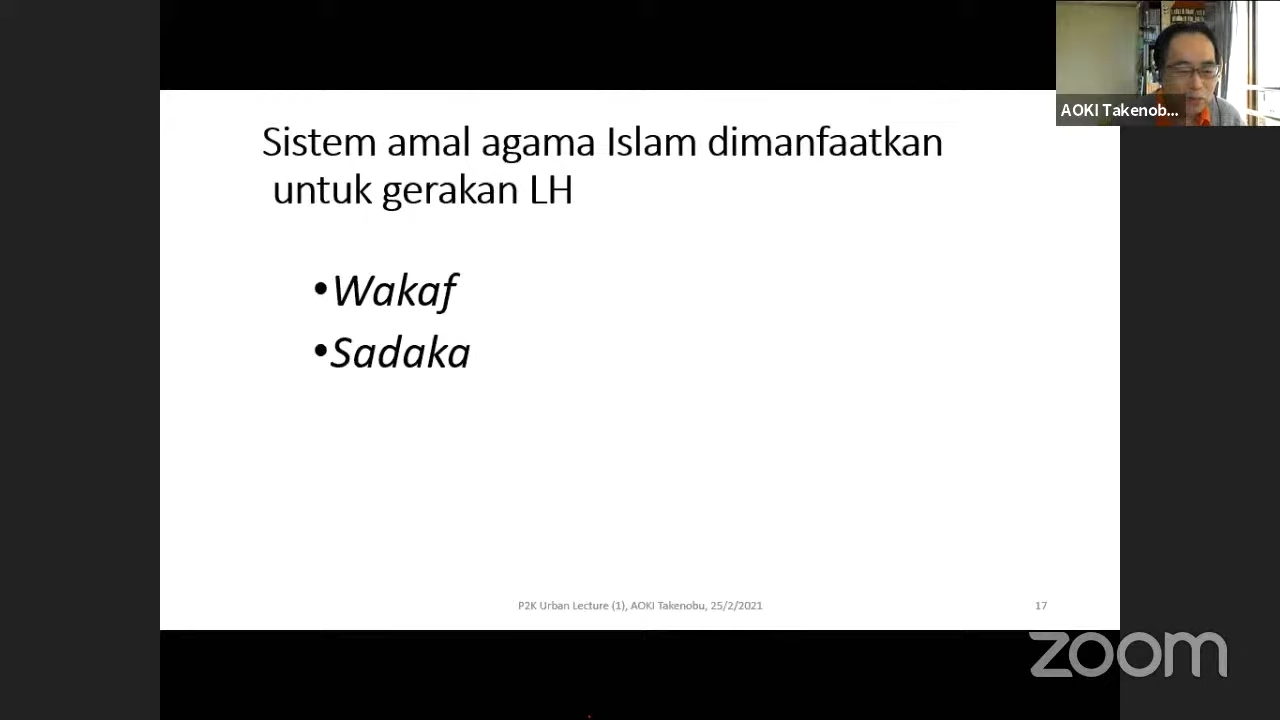 AOKI Takenob...
Sistem amal agama Islam dimanfaatkan
untuk gerakan LH
•Wakaf
•Sadaka
P2K Urban Lecture (1), AOKI Takenobu, 25/2/2021
17
zoom